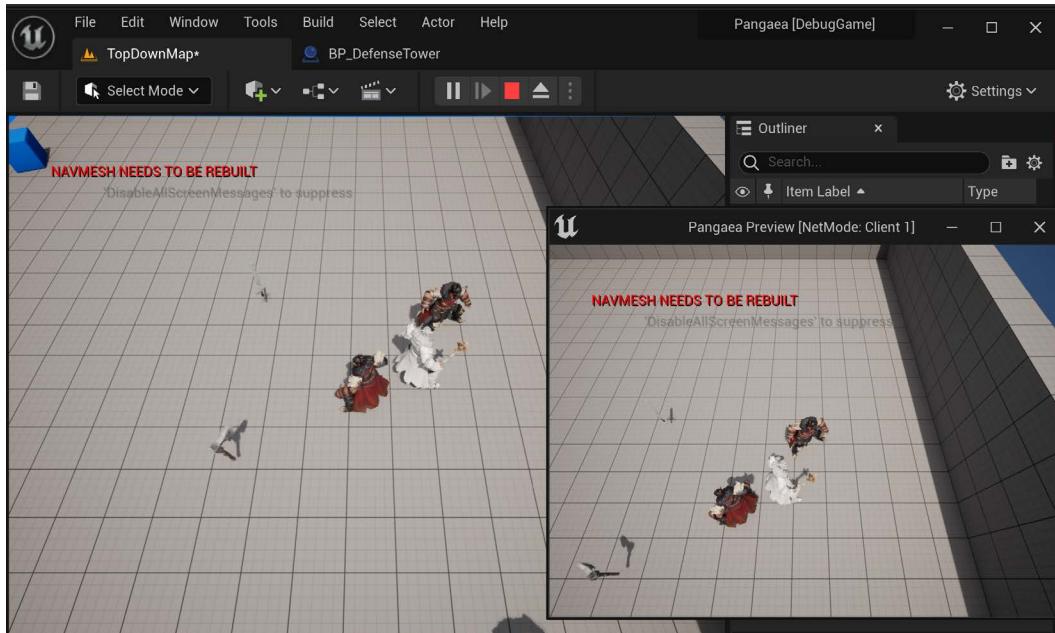 File Edit Window Tools Build Select Actor Help
Pangaea [DebugGame]
TopDownMap*
BP_DefenseTower
Select Mode
Settings
NAVMESH NEEDS TO BE REBUILT
'DisableAllScreenMessages' to suppress
Outliner
Search...
Item Label
Type
Pangaea Preview [NetMode: Client 1]
NAVMESH NEEDS TO BE REBUILT
'DisableAllScreenMessages' to suppress